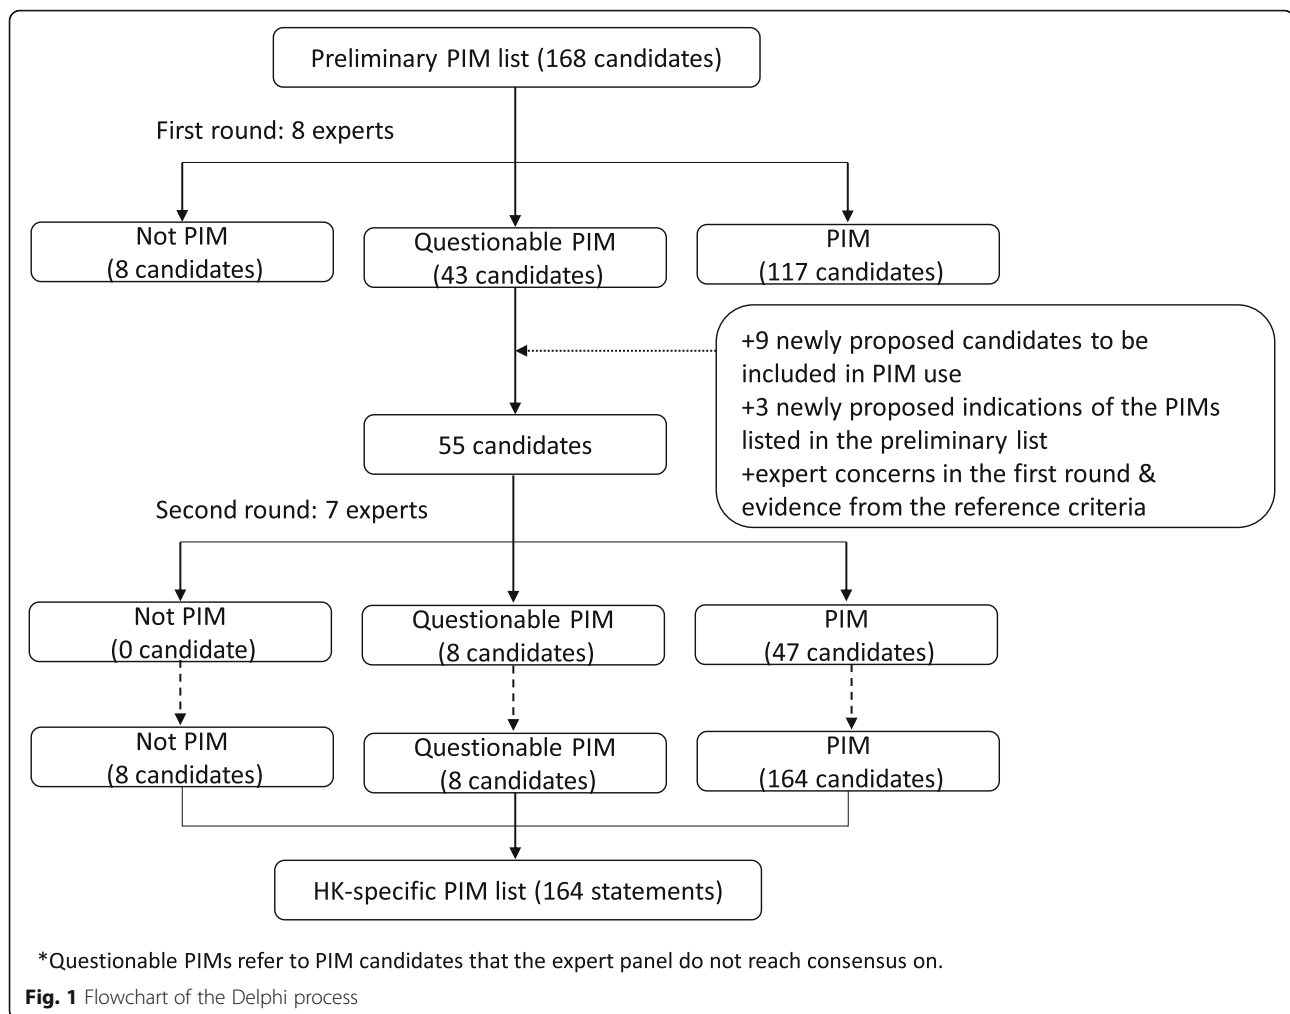 Preliminary PIM list (168 candidates)
First round: 8 experts
Not PIM
(8 candidates)
Questionable PIM
(43 candidates)
PIM
(117 candidates)
+9 newly proposed candidates to be
included in PIM use
+3 newly proposed indications of the PIMs
listed in the preliminary list
+expert concerns in the first round &
evidence from the reference criteria
55 candidates
Second round: 7 experts
Not PIM
(0 candidate)
Questionable PIM
(8 candidates)
PIM
(47 candidates)
Not PIM
(8 candidates)
Questionable PIM
(8 candidates)
PIM
(164 candidates)
HK-specific PIM list (164 statements)
*Questionable PIMs refer to PIM candidates that the expert panel do not reach consensus on.
Fig. 1 Flowchart of the Delphi process